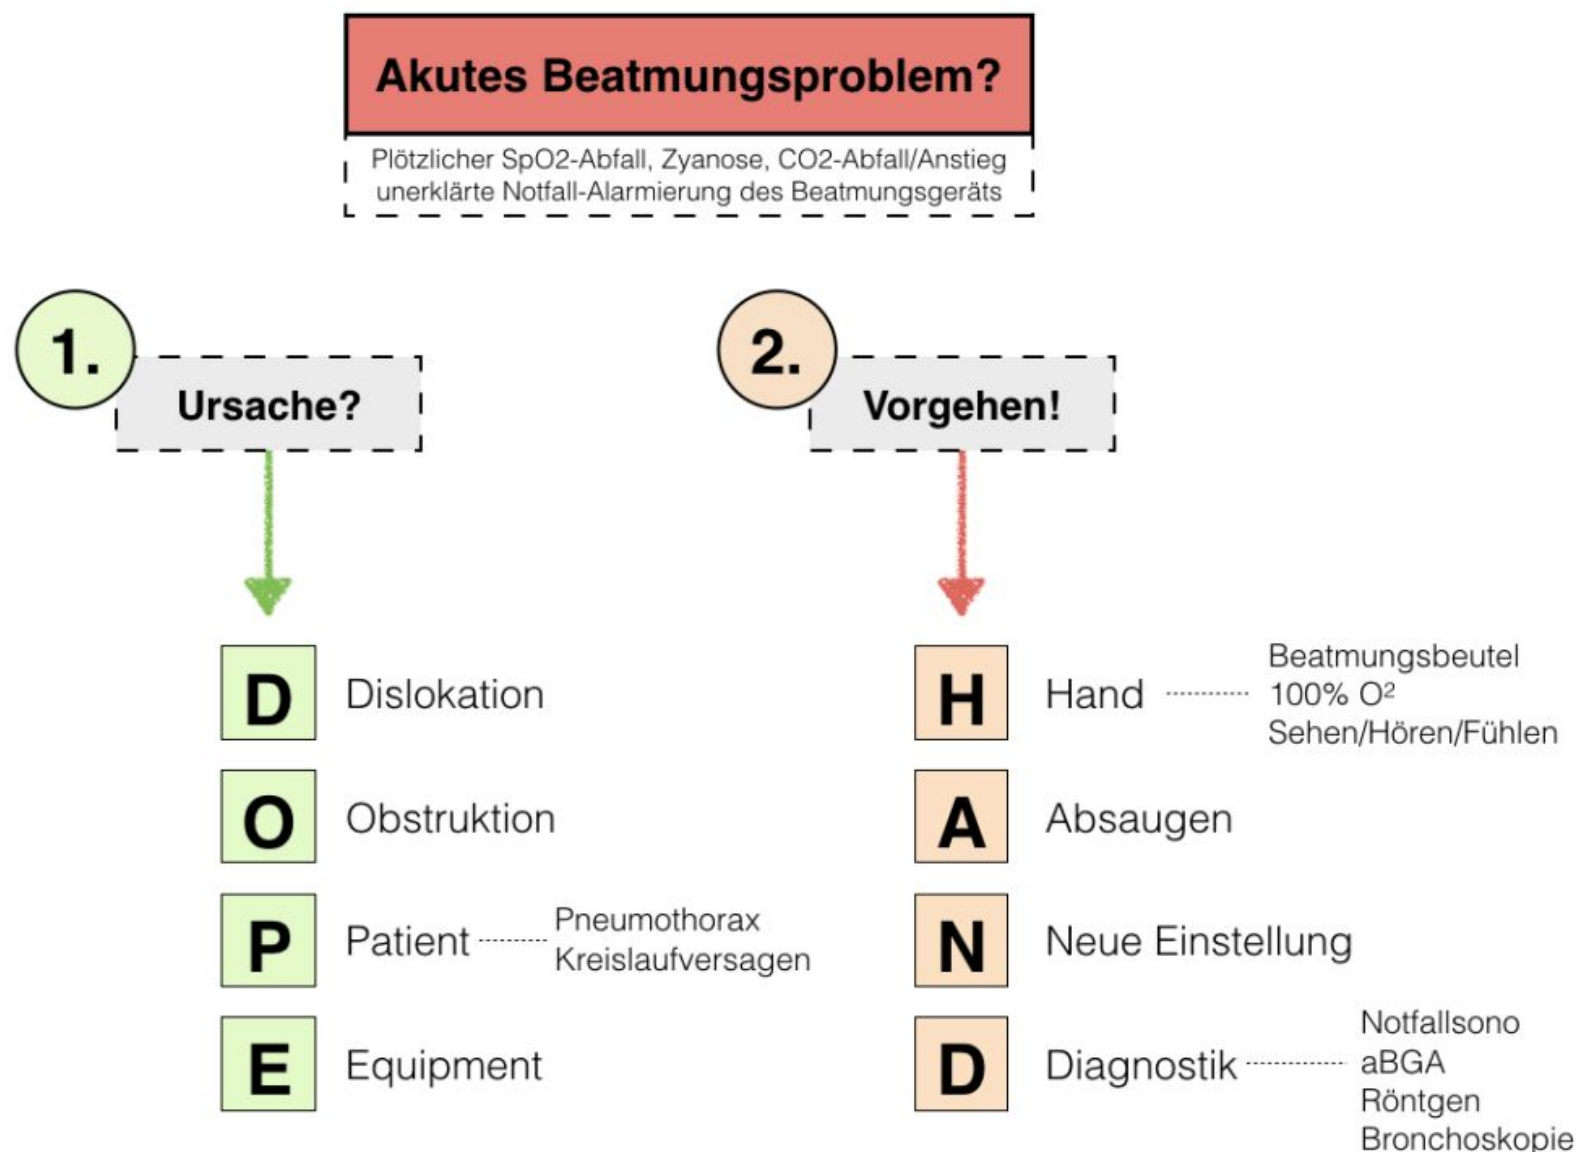 Akutes Beatmungsproblem?
Plötzlicher SpO2-Abfall, Zyanose, CO2-Abfall/Anstieg
unerklärte Notfall-Alarmierung des Beatmungsgeräts
1.
Ursache?
D Dislokation
O Obstruktion
P Patient
Pneumothorax
Kreislaufversagen
E Equipment
2.
Vorgehen!
H Hand
Beatmungsbeutel
100% O²
Sehen/Hören/Fühlen
A Absaugen
N Neue Einstellung
D Diagnostik
Notfallsono
aBGA
Röntgen
Bronchoskopie